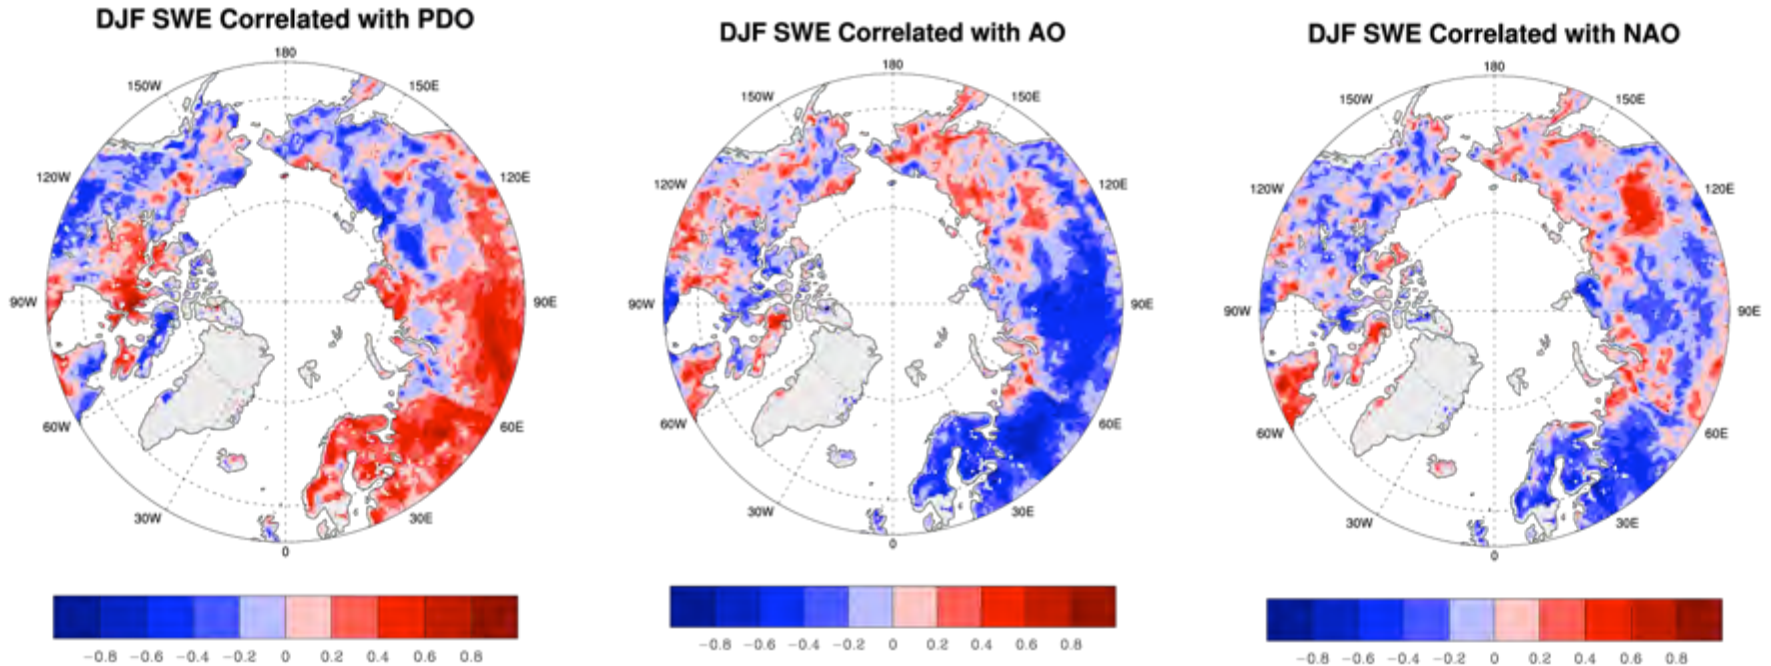 DJF SWE Correlated with PDO
180
150W
150E
120W
120E
90W
90E
60W
60E
30W
30E
0
−0.8 −0.6 −0.4 −0.2 0 0.2 0.4 0.6 0.8
DJF SWE Correlated with AO
180
150W
150E
120W
120E
90W
90E
60W
60E
30W
30E
0
−0.8 −0.6 −0.4 −0.2 0 0.2 0.4 0.6 0.8
DJF SWE Correlated with NAO
180
150W
150E
120W
120E
90W
90E
60W
60E
30W
30E
0
−0.8 −0.6 −0.4 −0.2 0 0.2 0.4 0.6 0.8